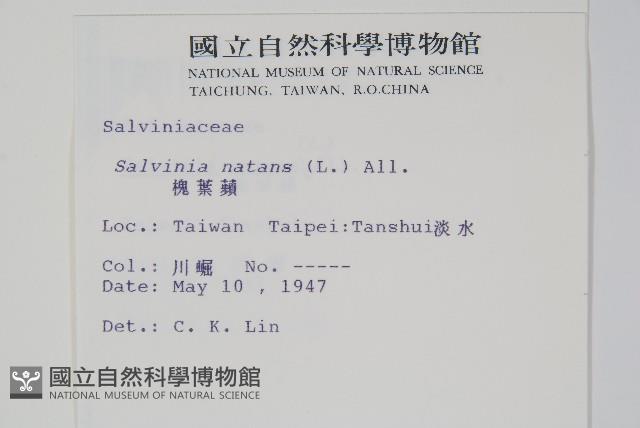 國立自然科學博物館
NATIONAL MUSEUM OF NATURAL SCIENCE
TAICHUNG, TAIWAN, R.O.CHINA
Salviniaceae
Salvinia natans (L.) All.
槐葉蘋
Loc.: Taiwan Taipei:Tanshui淡水
Col.: 川崛 No. -----
Date: May 10 , 1947
Det.: C. K. Lin
國立自然科學博物館
NATIONAL MUSEUM OF NATURAL SCIENCE